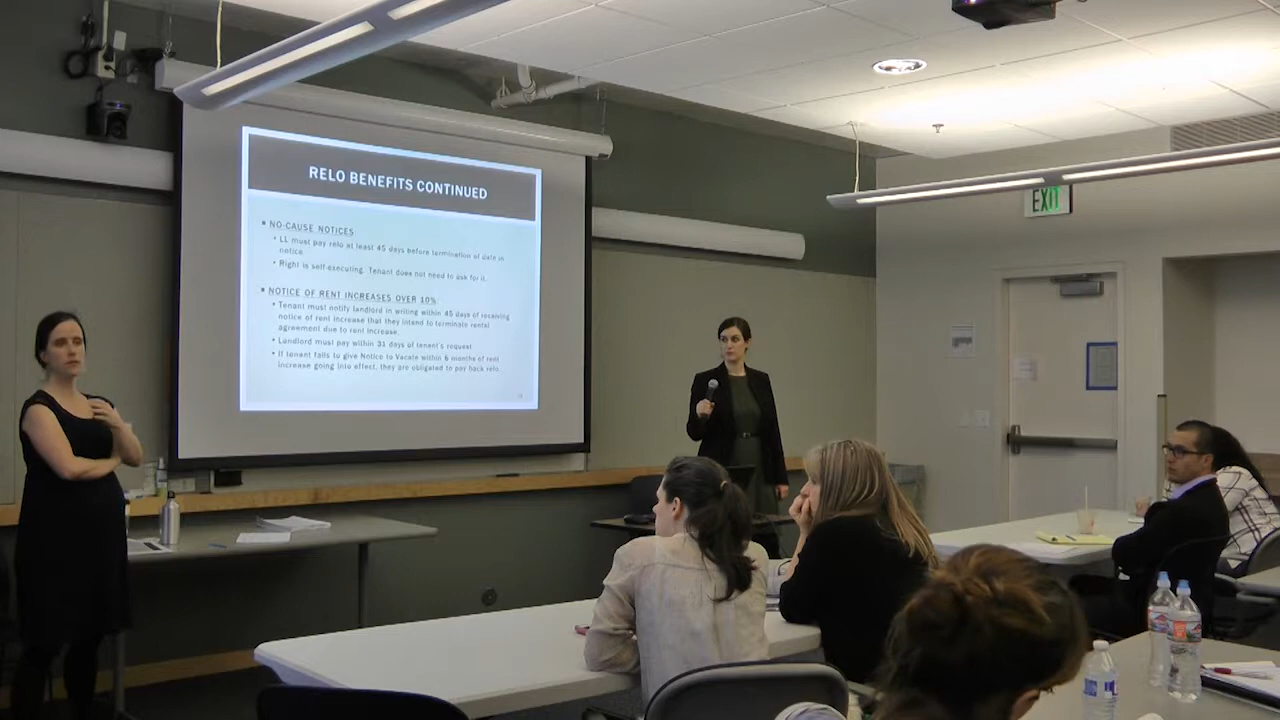 RELO BENEFITS CONTINUED
NO-CAUSE NOTICES
LL must pay relo at least 45 days before termination of date in
notice.
Right is self-executing. Tenant does not need to ask for it.
NOTICE OF RENT INCREASES OVER 10%
Tenant must notify landlord in writing within 45 days of receiving
notice of rent increase that they intend to terminate rental
agreement due to rent increase.
Landlord must pay within 31 days of tenant's request
If tenant fails to give Notice to Vacate within 6 months of rent
increase going into effect, they are obligated to pay back relo.
EXIT